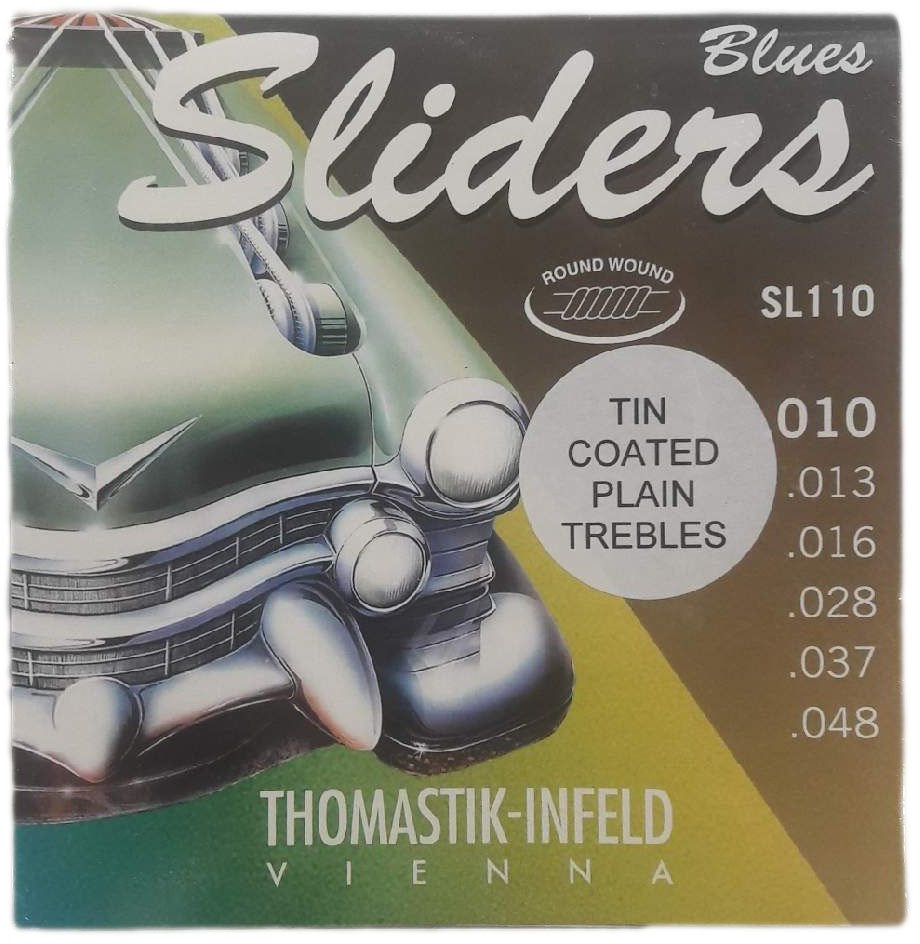 Blues
Sliders
ROUND WOUND
SL110
TIN
COATED
PLAIN
TREBLES
.010
.013
.016
.028
.037
.048
THOMASTIK-INFELD
VIENNA